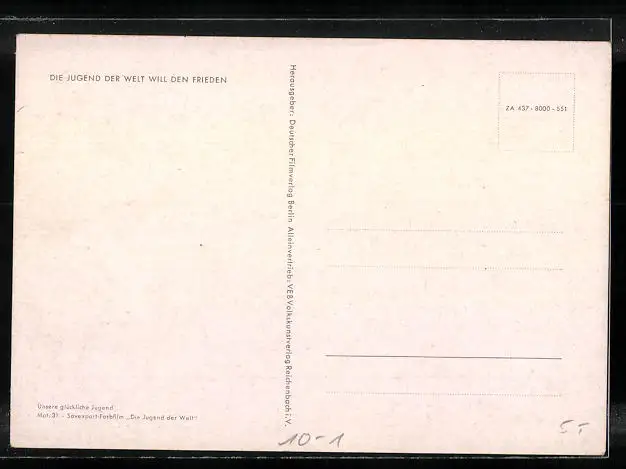 DIE JUGEND DER WELT WILL DEN FRIEDEN
Herausgeber: Deutscher Filmverlag Berlin Alleinvertrieb: VEB Volkskunstverlag Reichenbach i. V.
ZA 437 - 8000 - 551
Unsere glückliche Jugend
Mot. 31 - Sovexport-Farbfilm „Die Jugend der Welt"
10-1